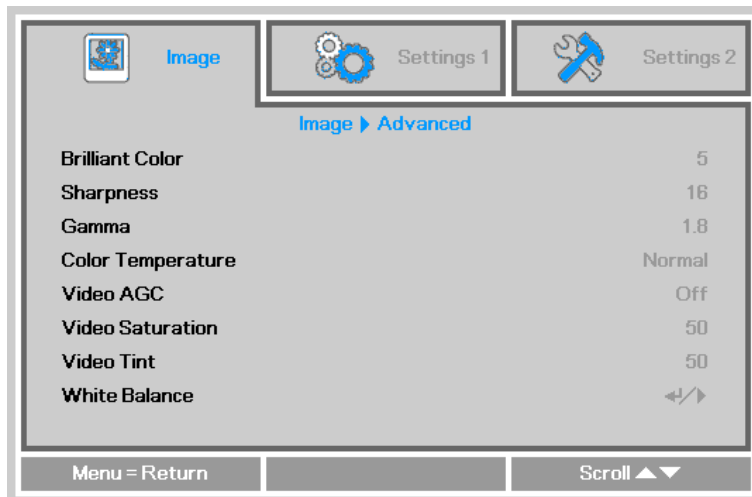 Image Settings 1 Settings 2
Image Advanced
Brilliant Color 5
Sharpness 16
Gamma 1.8
Color Temperature Normal
Video AGC Off
Video Saturation 50
Video Tint 50
White Balance ↵/▶
Menu = Return Scroll ▲▼